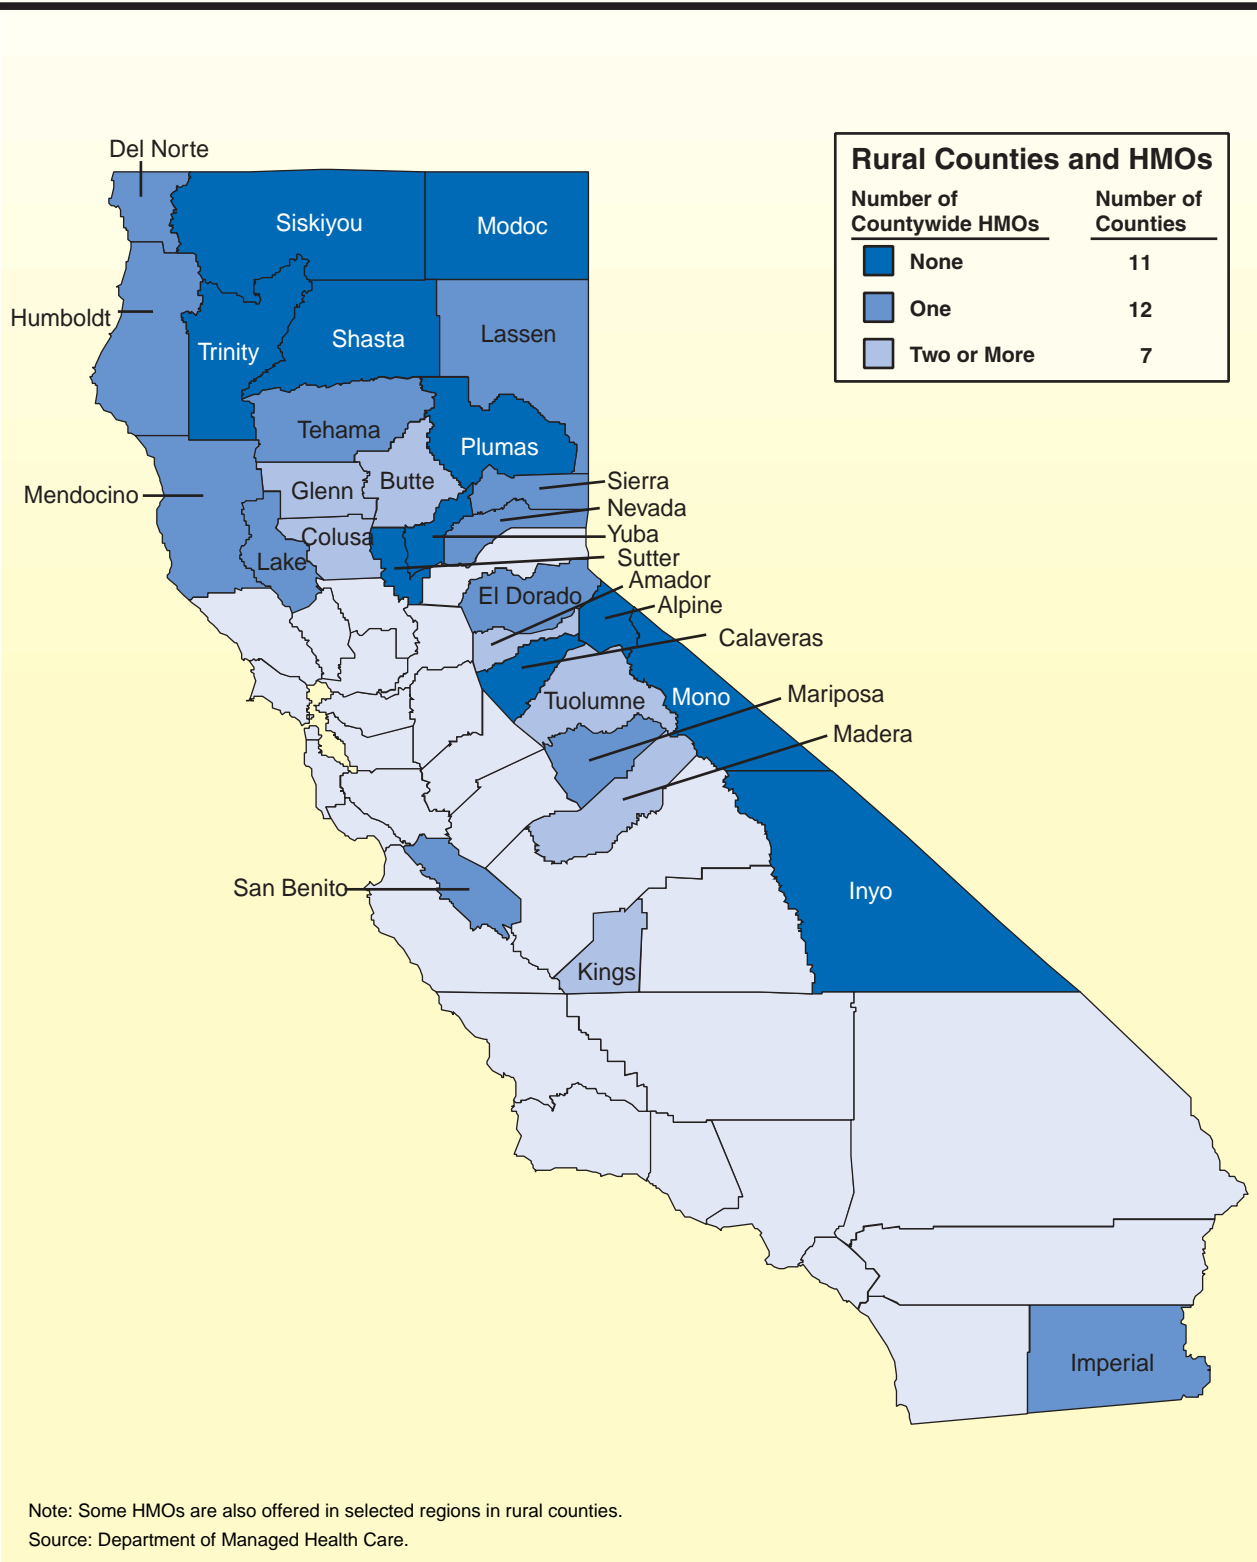 Rural Counties and HMOs
Number of
Countywide HMOs
Number of
Counties
None 11
One 12
Two or More 7
Del Norte
Siskiyou
Modoc
Humboldt
Trinity
Shasta
Lassen
Tehama
Plumas
Mendocino
Glenn
Butte
Sierra
Nevada
Colusa
Yuba
Lake
Sutter
Amador
El Dorado
Alpine
Calaveras
Tuolumne
Mono
Mariposa
Madera
San Benito
Inyo
Kings
Imperial
Note: Some HMOs are also offered in selected regions in rural counties.
Source: Department of Managed Health Care.